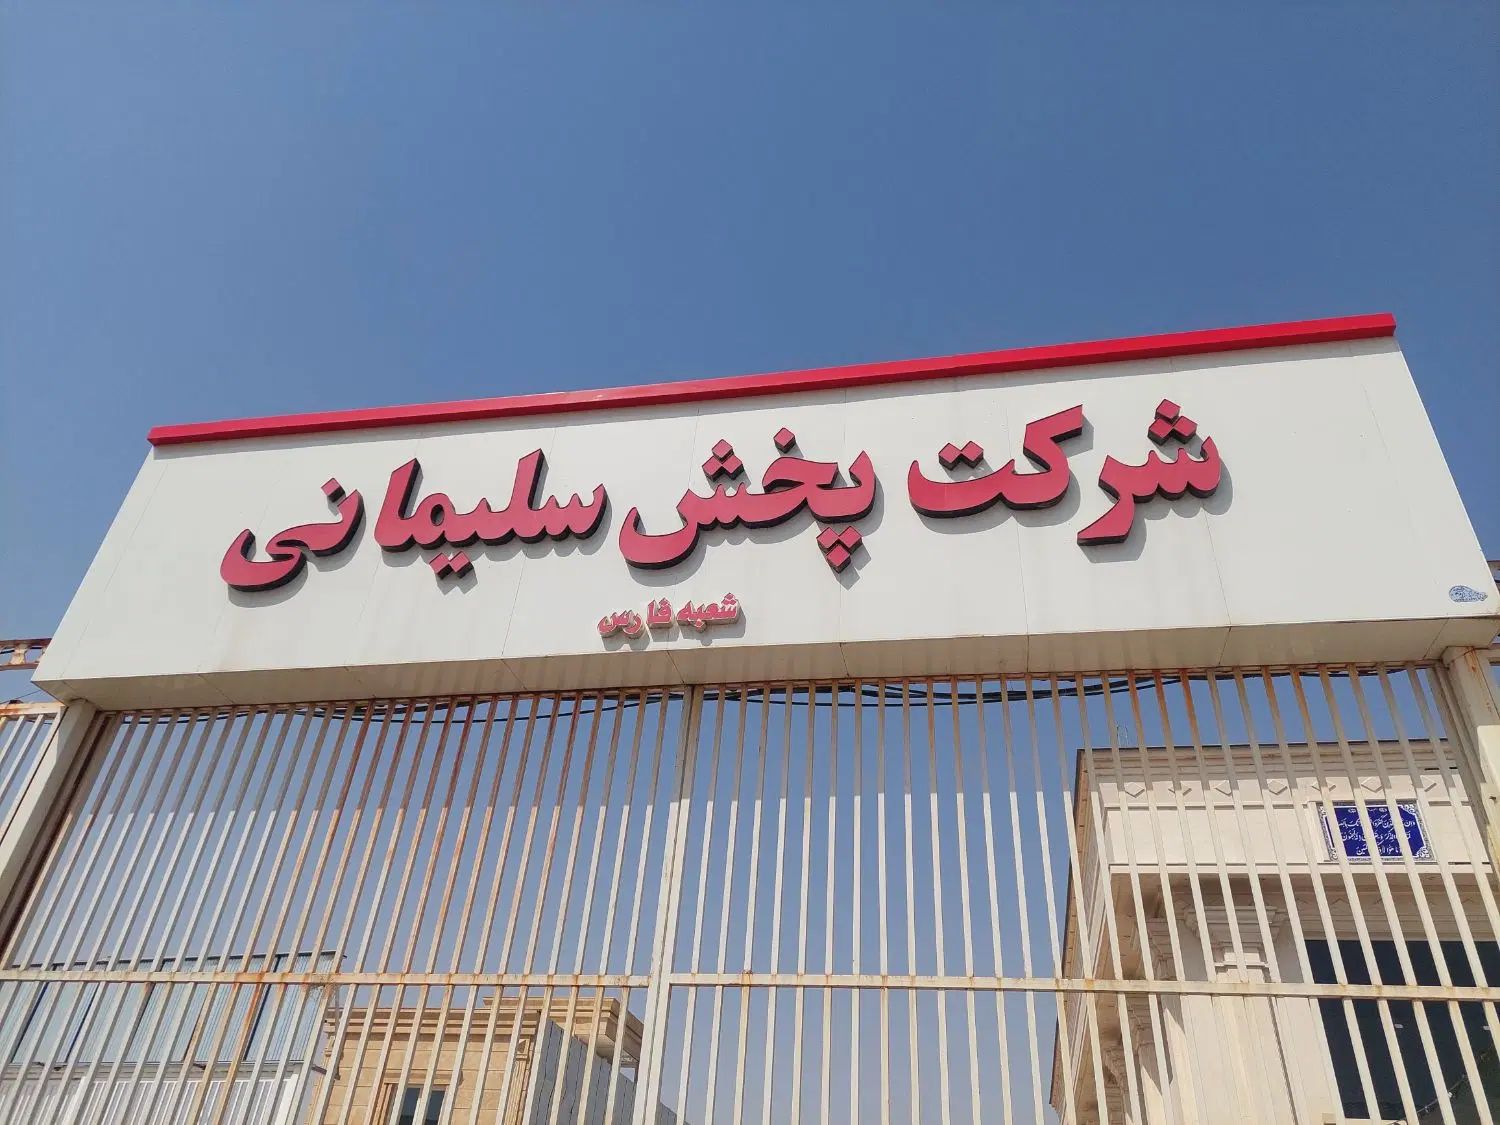 شرکت پخش سلیمانی
شعبه فارس